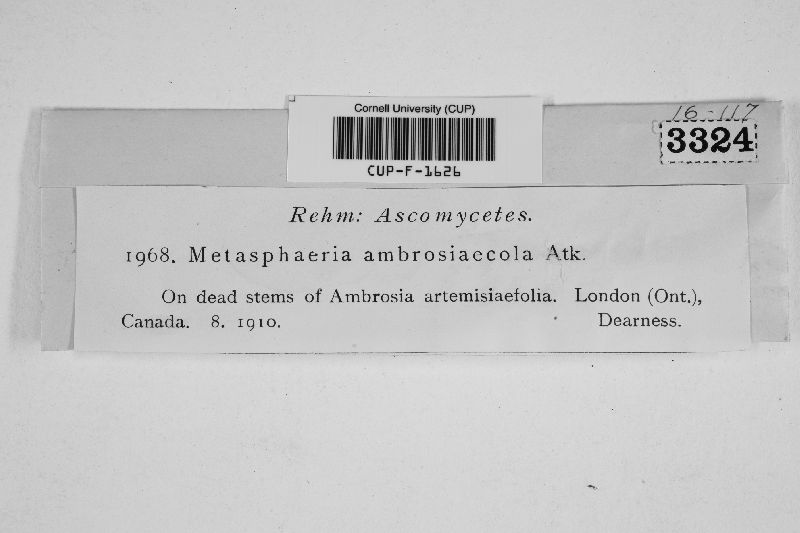 Cornell University (CUP)
CUP-F-1626
16-117
3324
Rehm: Ascomycetes.
1968. Metasphaeria ambrosiaecola Atk.
On dead stems of Ambrosia artemisiaefolia. London (Ont.),
Canada. 8. 1910. Dearness.